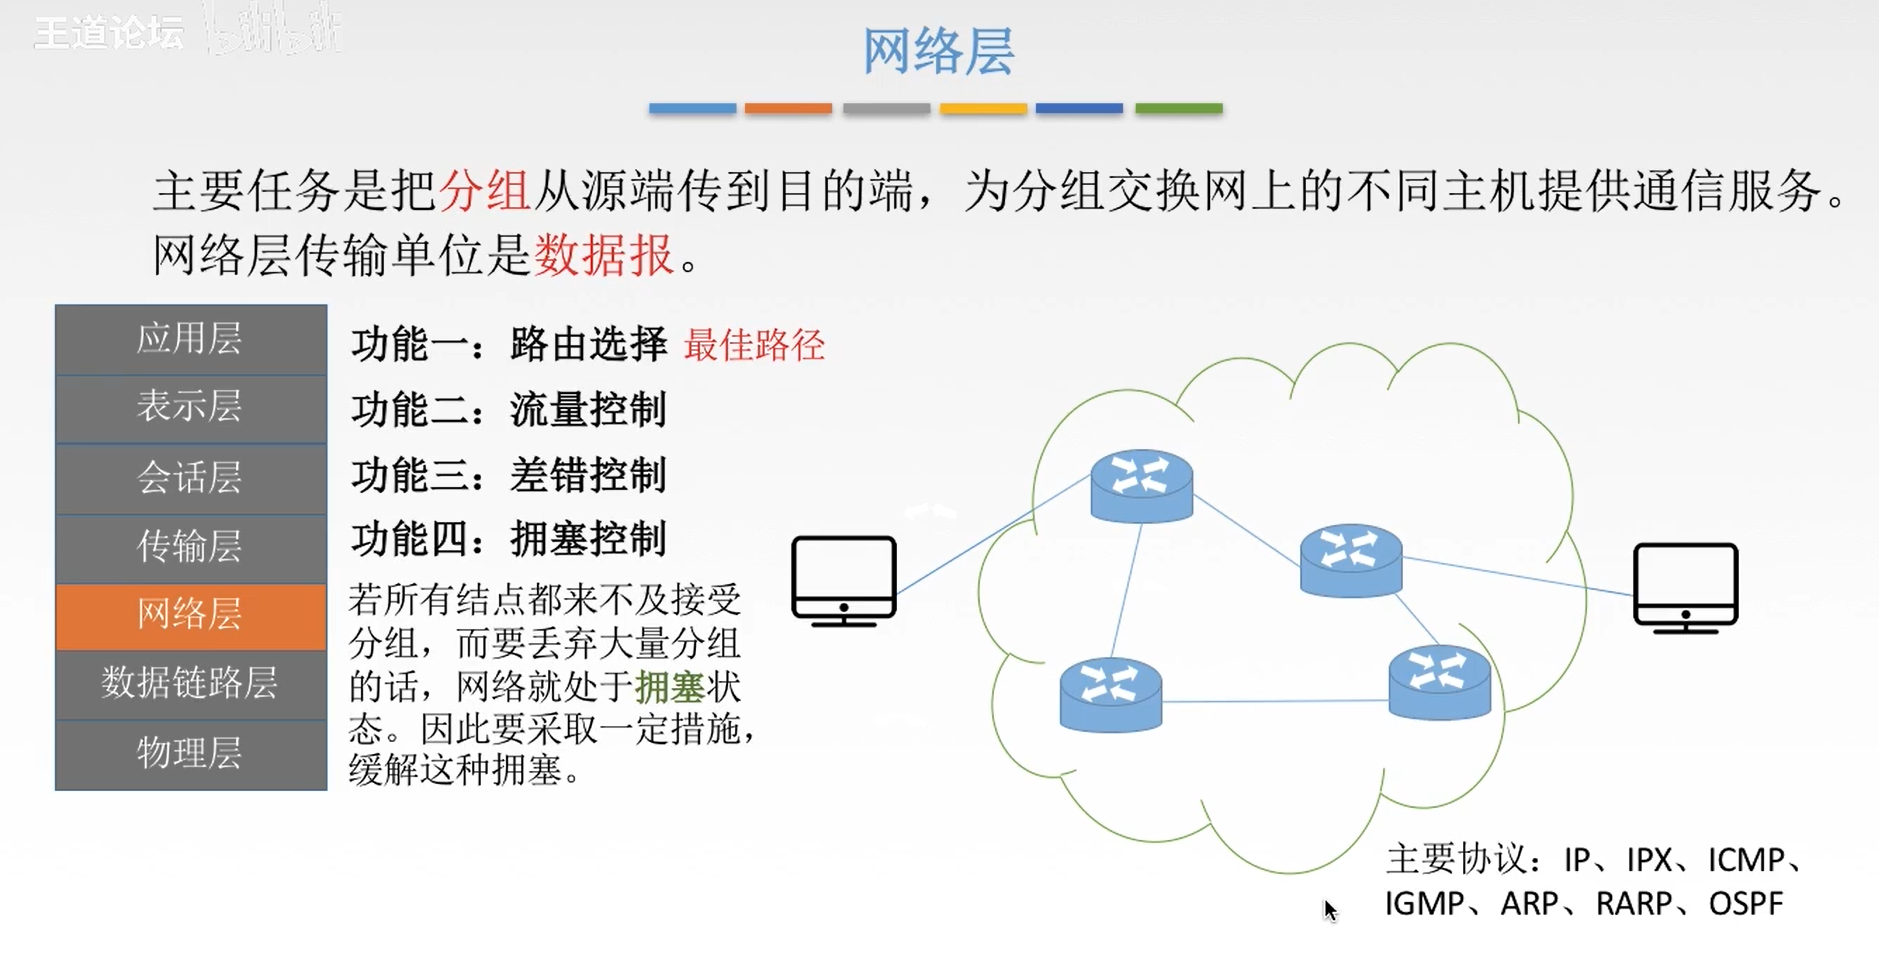 王道论坛 bilibili
网络层
主要任务是把分组从源端传到目的端，为分组交换网上的不同主机提供通信服务。
网络层传输单位是数据报。
应用层
表示层
会话层
传输层
网络层
数据链路层
物理层
功能一：路由选择 最佳路径
功能二：流量控制
功能三：差错控制
功能四：拥塞控制
若所有结点都来不及接受
分组，而要丢弃大量分组
的话，网络就处于拥塞状
态。因此要采取一定措施，
缓解这种拥塞。
主要协议：IP、IPX、ICMP、
IGMP、ARP、RARP、OSPF